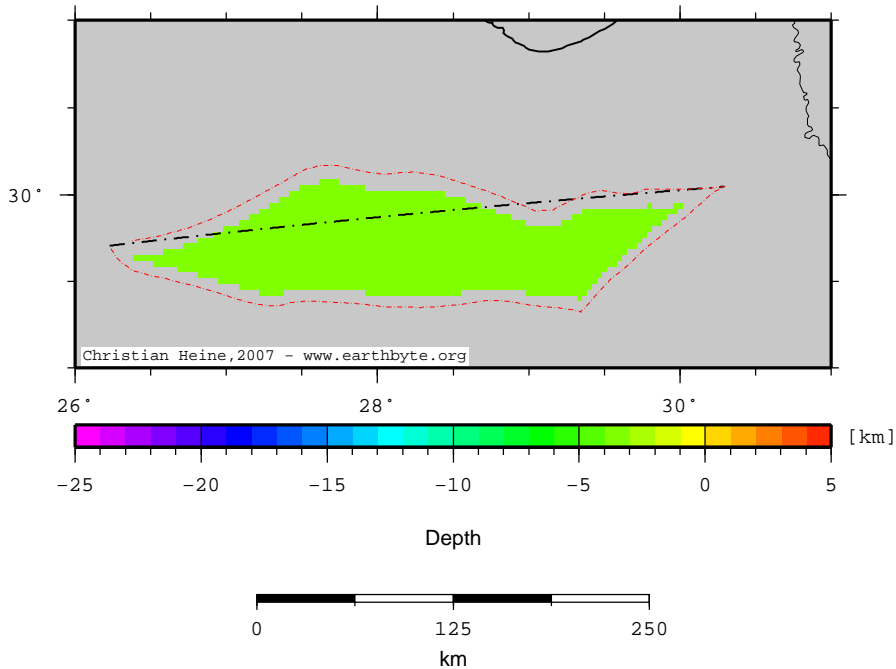 30°
Christian Heine,2007 - www.earthbyte.org
26° 28° 30°
[km]
-25 -20 -15 -10 -5 0 5
Depth
0 125 250
km